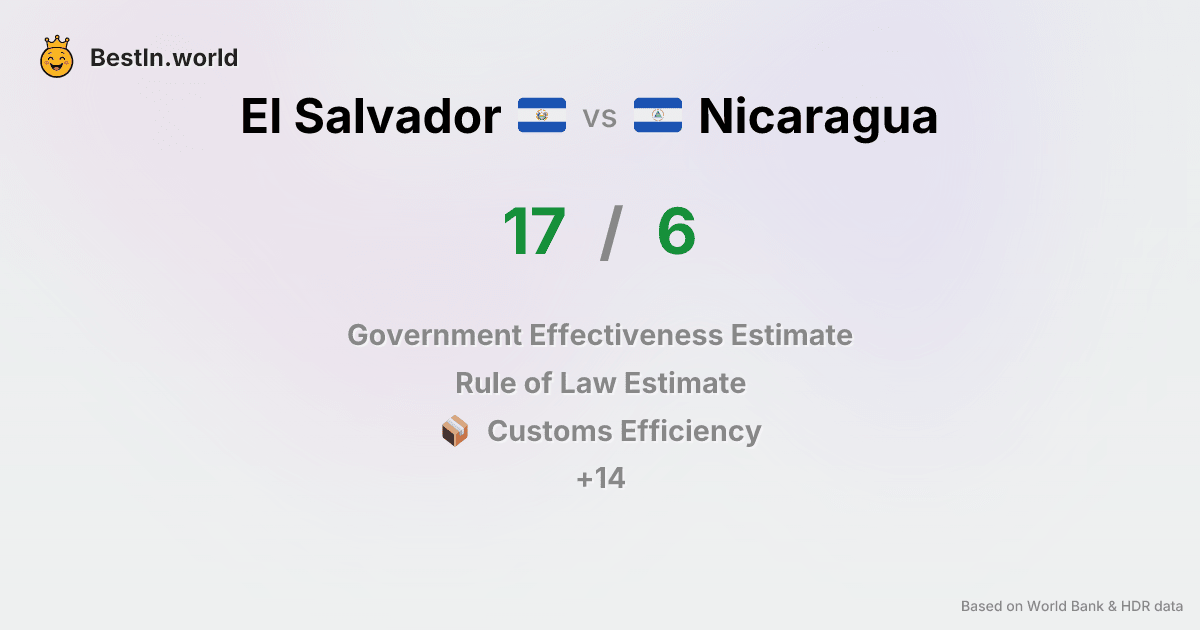 BestIn.world
El Salvador vs Nicaragua
17 / 6
Government Effectiveness Estimate
Rule of Law Estimate
Customs Efficiency
+14
Based on World Bank & HDR data